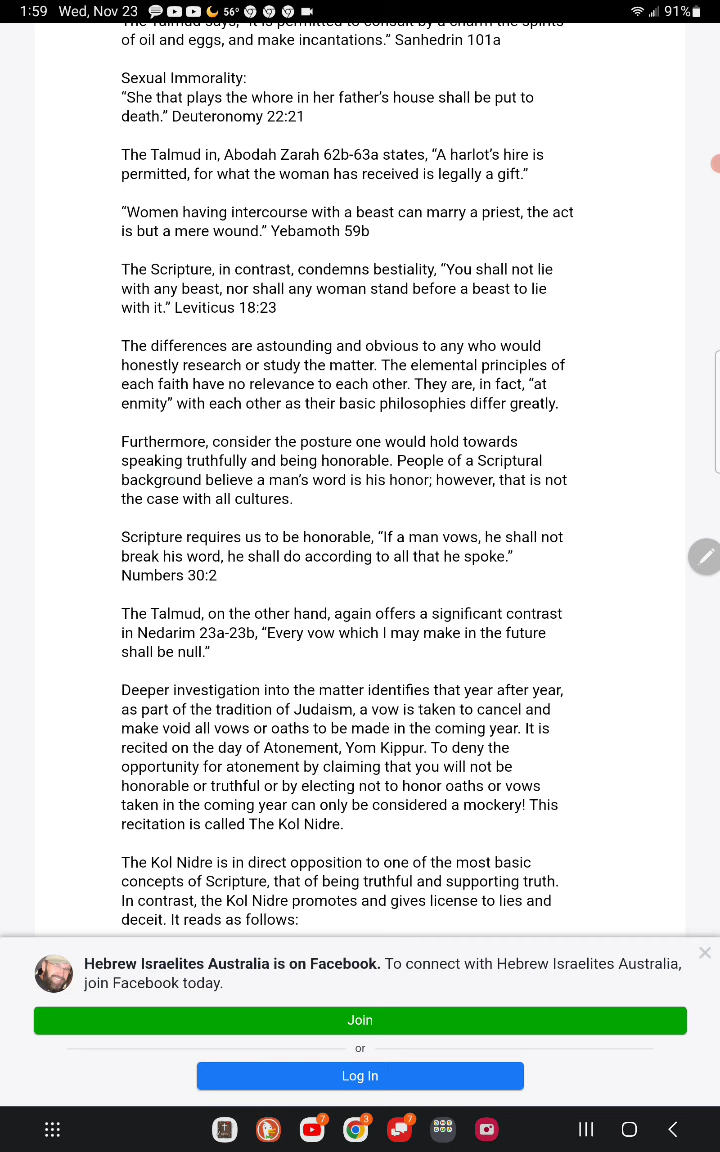 1:59 Wed, Nov 23 56° 91%
The Talmud says, "It is permitted to consult by a charm the spirits
of oil and eggs, and make incantations.” Sanhedrin 101a
Sexual Immorality:
“She that plays the whore in her father’s house shall be put to
death.” Deuteronomy 22:21
The Talmud in, Abodah Zarah 62b-63a states, “A harlot’s hire is
permitted, for what the woman has received is legally a gift.”
“Women having intercourse with a beast can marry a priest, the act
is but a mere wound.” Yebamoth 59b
The Scripture, in contrast, condemns bestiality, “You shall not lie
with any beast, nor shall any woman stand before a beast to lie
with it.” Leviticus 18:23
The differences are astounding and obvious to any who would
honestly research or study the matter. The elemental principles of
each faith have no relevance to each other. They are, in fact, “at
enmity” with each other as their basic philosophies differ greatly.
Furthermore, consider the posture one would hold towards
speaking truthfully and being honorable. People of a Scriptural
background believe a man’s word is his honor; however, that is not
the case with all cultures.
Scripture requires us to be honorable, “If a man vows, he shall not
break his word, he shall do according to all that he spoke.”
Numbers 30:2
The Talmud, on the other hand, again offers a significant contrast
in Nedarim 23a-23b, “Every vow which I may make in the future
shall be null.”
Deeper investigation into the matter identifies that year after year,
as part of the tradition of Judaism, a vow is taken to cancel and
make void all vows or oaths to be made in the coming year. It is
recited on the day of Atonement, Yom Kippur. To deny the
opportunity for atonement by claiming that you will not be
honorable or truthful or by electing not to honor oaths or vows
taken in the coming year can only be considered a mockery! This
recitation is called The Kol Nidre.
The Kol Nidre is in direct opposition to one of the most basic
concepts of Scripture, that of being truthful and supporting truth.
In contrast, the Kol Nidre promotes and gives license to lies and
deceit. It reads as follows:
Hebrew Israelites Australia is on Facebook. To connect with Hebrew Israelites Australia,
join Facebook today.
Join
or
Log In
7
3
7